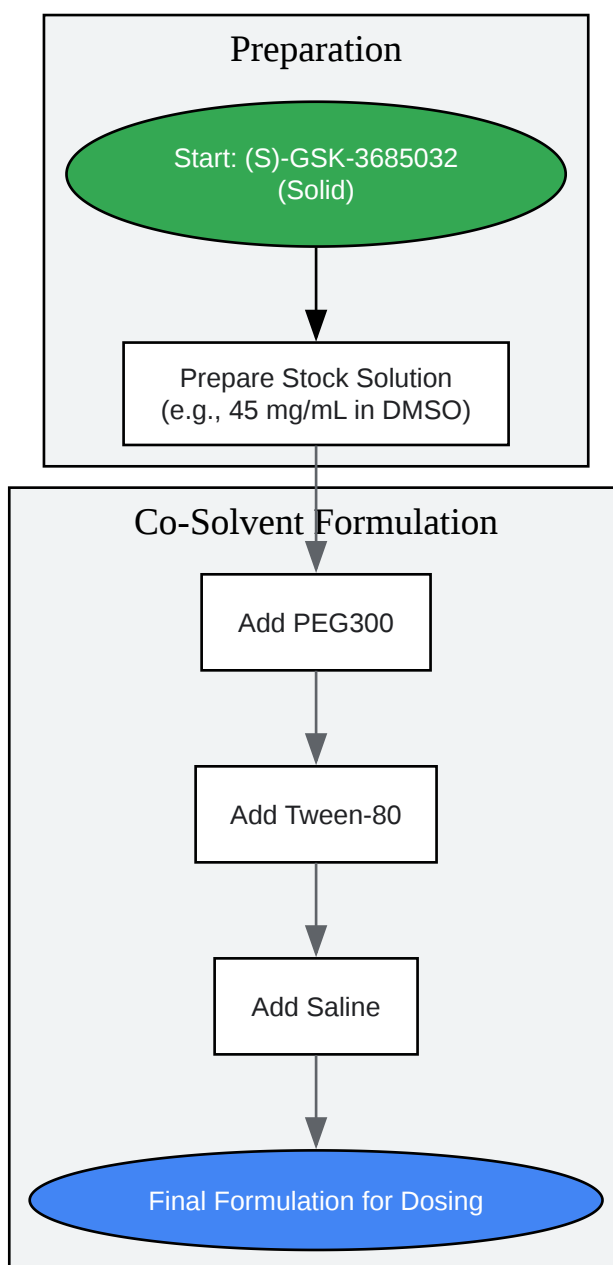 Preparation
Start: (S)-GSK-3685032
(Solid)
Prepare Stock Solution
(e.g., 45 mg/mL in DMSO)
Co-Solvent Formulation
Add PEG300
Add Tween-80
Add Saline
Final Formulation for Dosing